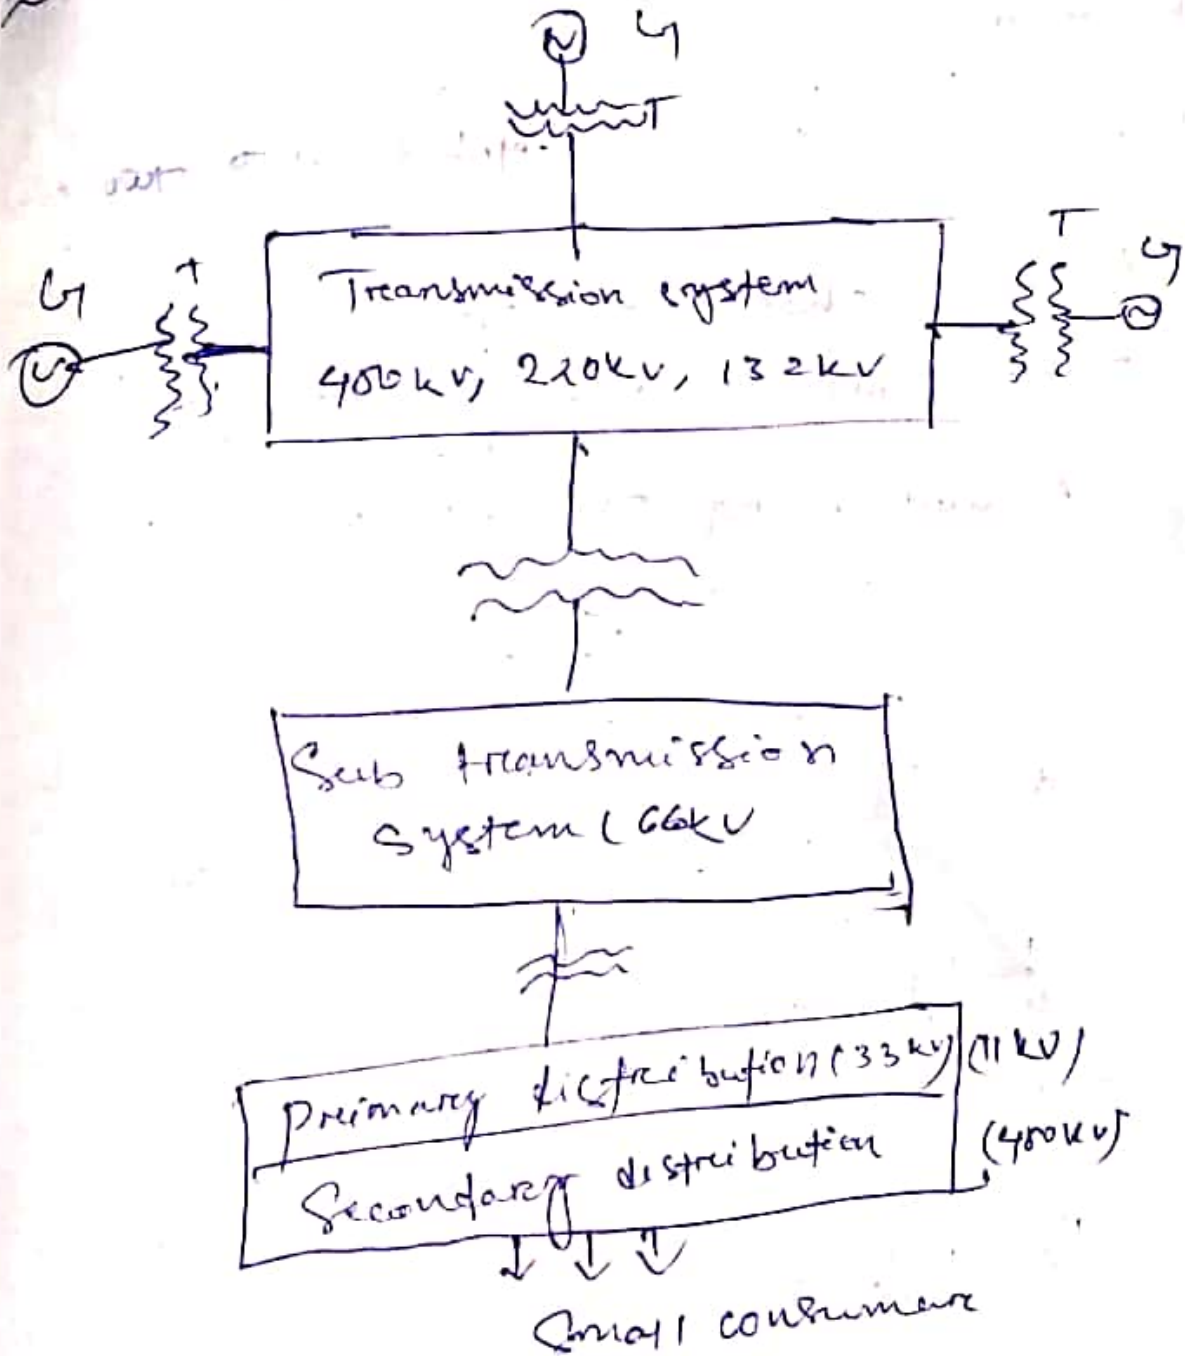 G
T
T
G
T
G
Transmission system
400kv, 220kv, 132kv
Sub transmission
system ( 66kv
Primary distribution (33kv) (11kv)
Secondary distribution (400kv)
Small consumer